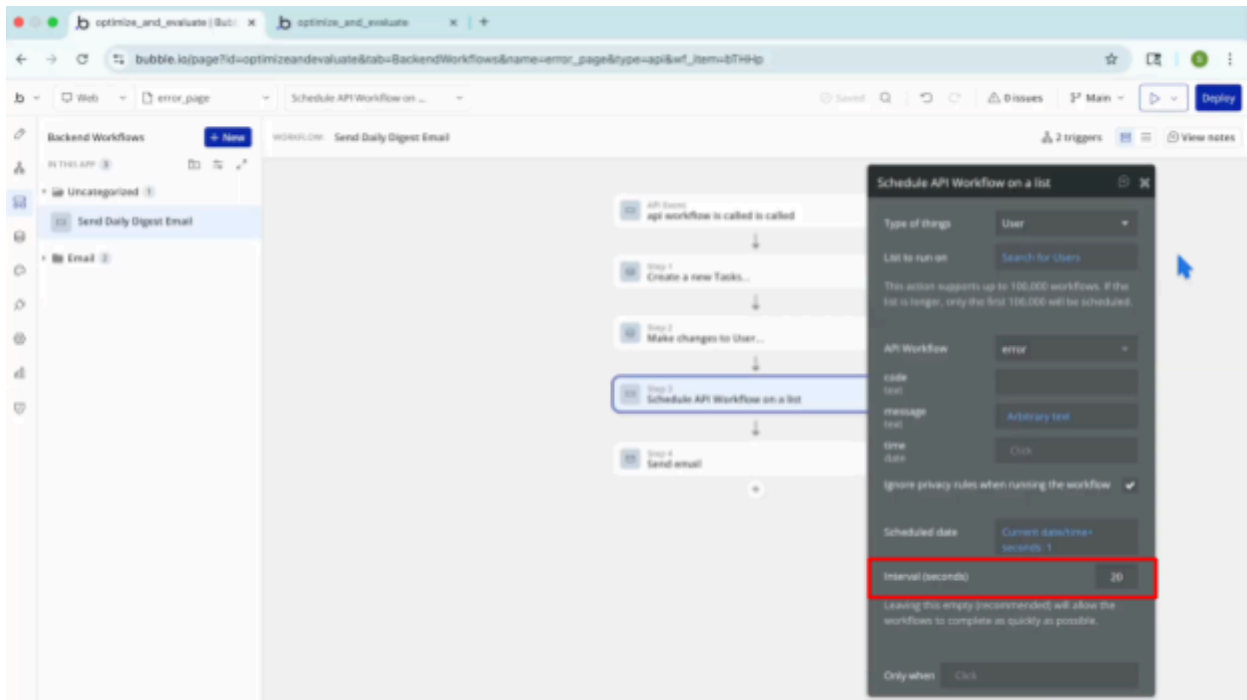 optimize_and_evaluate | Bub
optimize_and_evaluate
bubble.io/page?id=optimizeandevaluate&tab=BackendWorkflows&name=error_page&type=api&wf_item=bTHHp
Web
error_page
Schedule API Workflow on ...
Saved
0 issues
Main
Deploy
Backend Workflows
+ New
WORKFLOW: Send Daily Digest Email
2 triggers
View notes
IN THIS APP 3
Uncategorized 1
Send Daily Digest Email
Email 2
API Event
api workflow is called is called
Step 1
Create a new Tasks...
Step 2
Make changes to User...
Step 3
Schedule API Workflow on a list
Step 4
Send email
Schedule API Workflow on a list
Type of things
User
List to run on
Search for Users
This action supports up to 100,000 workflows. If the
list is longer, only the first 100,000 will be scheduled.
API Workflow
error
code
text
message
text
Arbitrary text
time
date
Click
Ignore privacy rules when running the workflow
Scheduled date
Current date/time+
seconds: 1
Interval (seconds)
20
Leaving this empty (recommended) will allow the
workflows to complete as quickly as possible.
Only when
Click